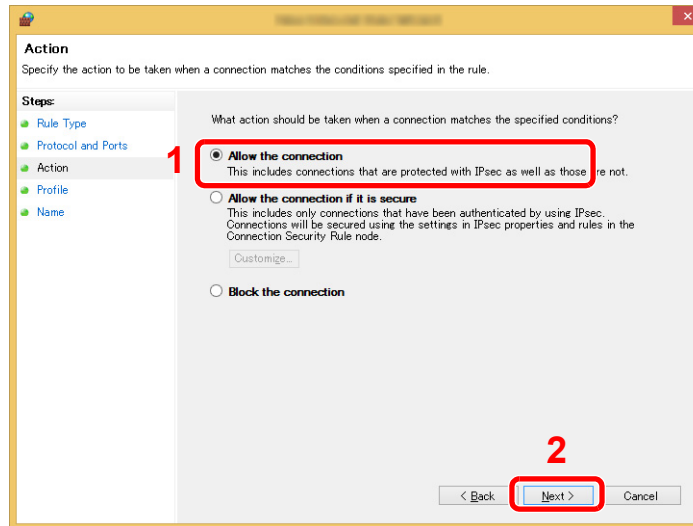 Action
Specify the action to be taken when a connection matches the conditions specified in the rule.
Steps:
Rule Type
Protocol and Ports
Action
Profile
Name
What action should be taken when a connection matches the specified conditions?
1
Allow the connection
This includes connections that are protected with IPsec as well as those are not.
Allow the connection if it is secure
This includes only connections that have been authenticated by using IPsec.
Connections will be secured using the settings in IPsec properties and rules in the
Connection Security Rule node.
Customize...
Block the connection
2
< Back
Next >
Cancel